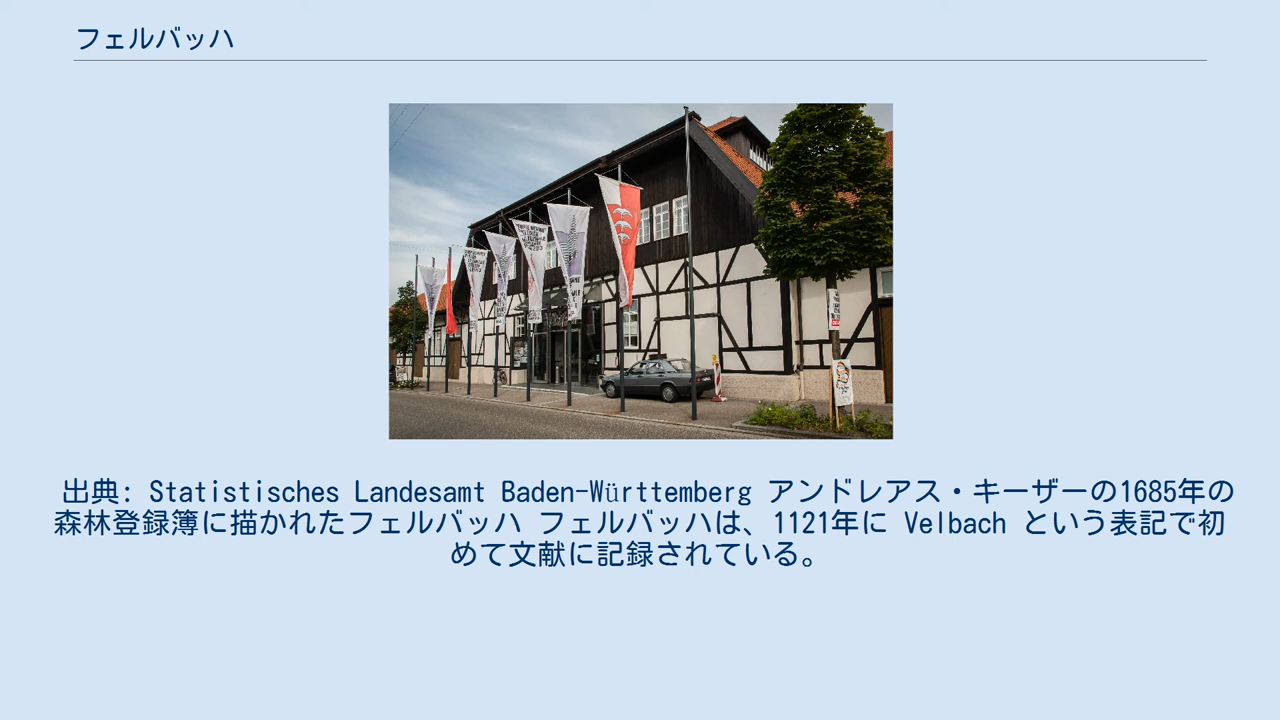 フェルバッハ
出典: Statistisches Landesamt Baden-Württemberg アンドレアス・キーザーの1685年の
森林登録簿に描かれたフェルバッハ フェルバッハは、1121年に Velbach という表記で初
めて文献に記録されている。